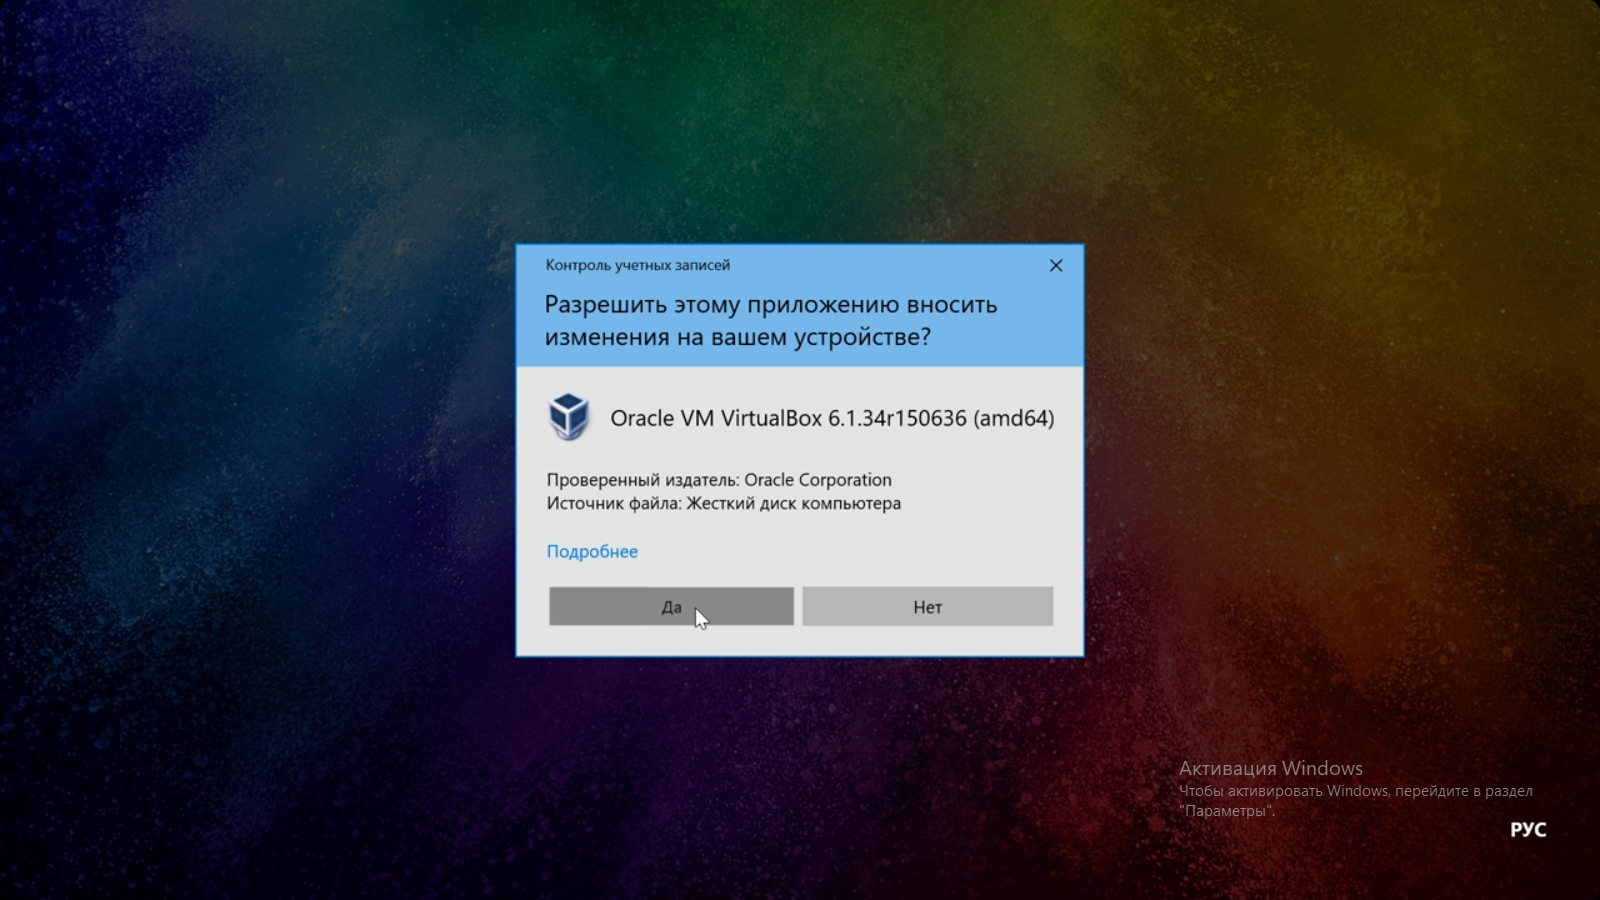 Контроль учетных записей
Разрешить этому приложению вносить
изменения на вашем устройстве?
Oracle VM VirtualBox 6.1.34r150636 (amd64)
Проверенный издатель: Oracle Corporation
Источник файла: Жесткий диск компьютера
Подробнее
Да
Нет
Активация Windows
Чтобы активировать Windows, перейдите в раздел
"Параметры".
РУС